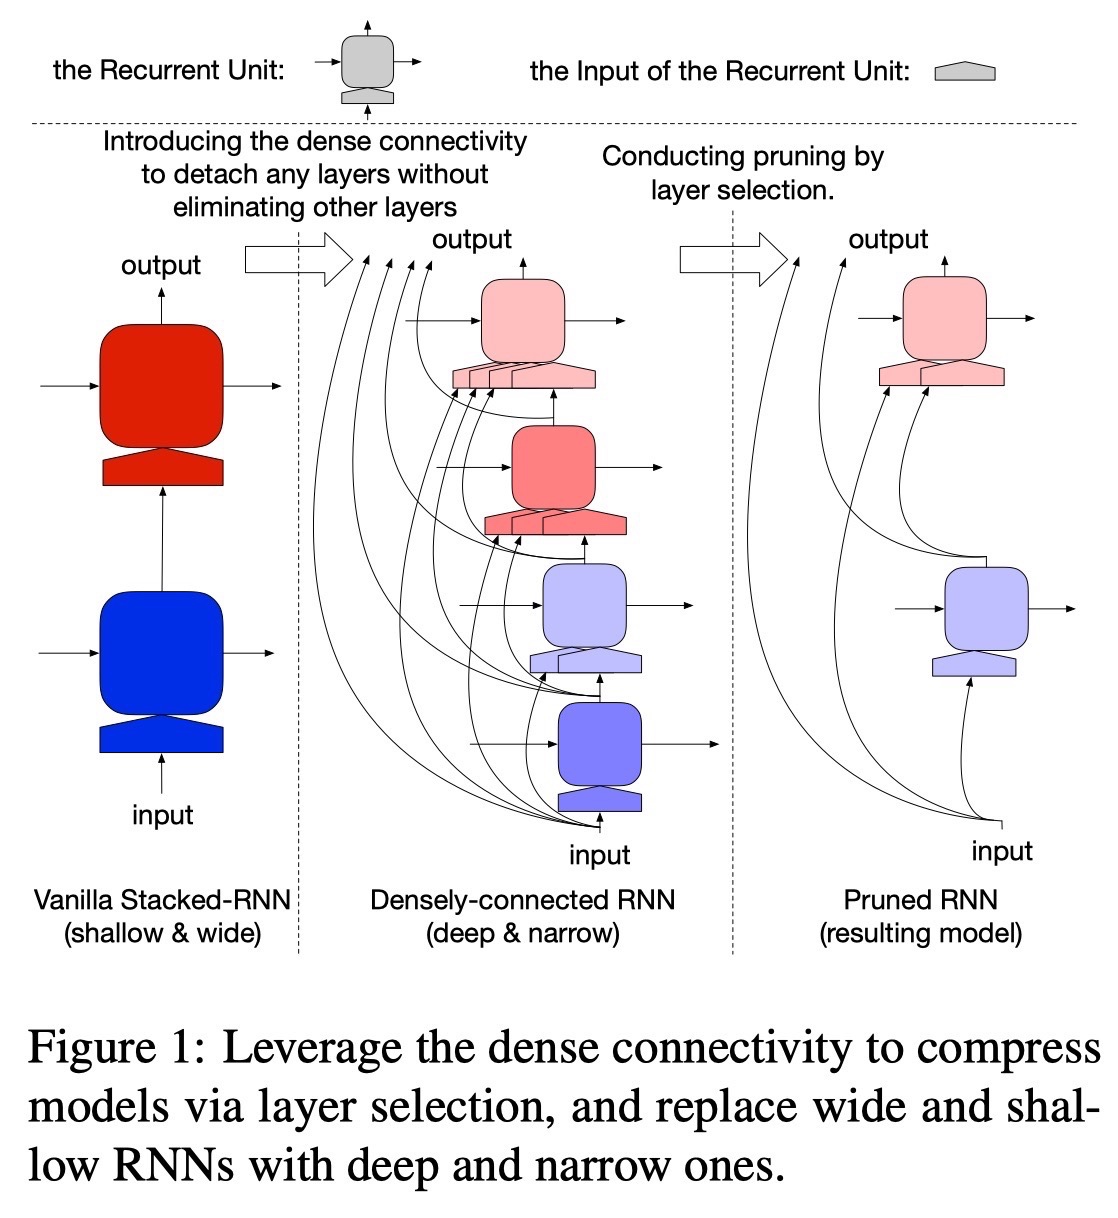 the Recurrent Unit:
the Input of the Recurrent Unit:
Introducing the dense connectivity
to detach any layers without
eliminating other layers
Conducting pruning by
layer selection.
output
output
output
input
input
input
Vanilla Stacked-RNN
(shallow & wide)
Densely-connected RNN
(deep & narrow)
Pruned RNN
(resulting model)
Figure 1: Leverage the dense connectivity to compress
models via layer selection, and replace wide and shal-
low RNNs with deep and narrow ones.